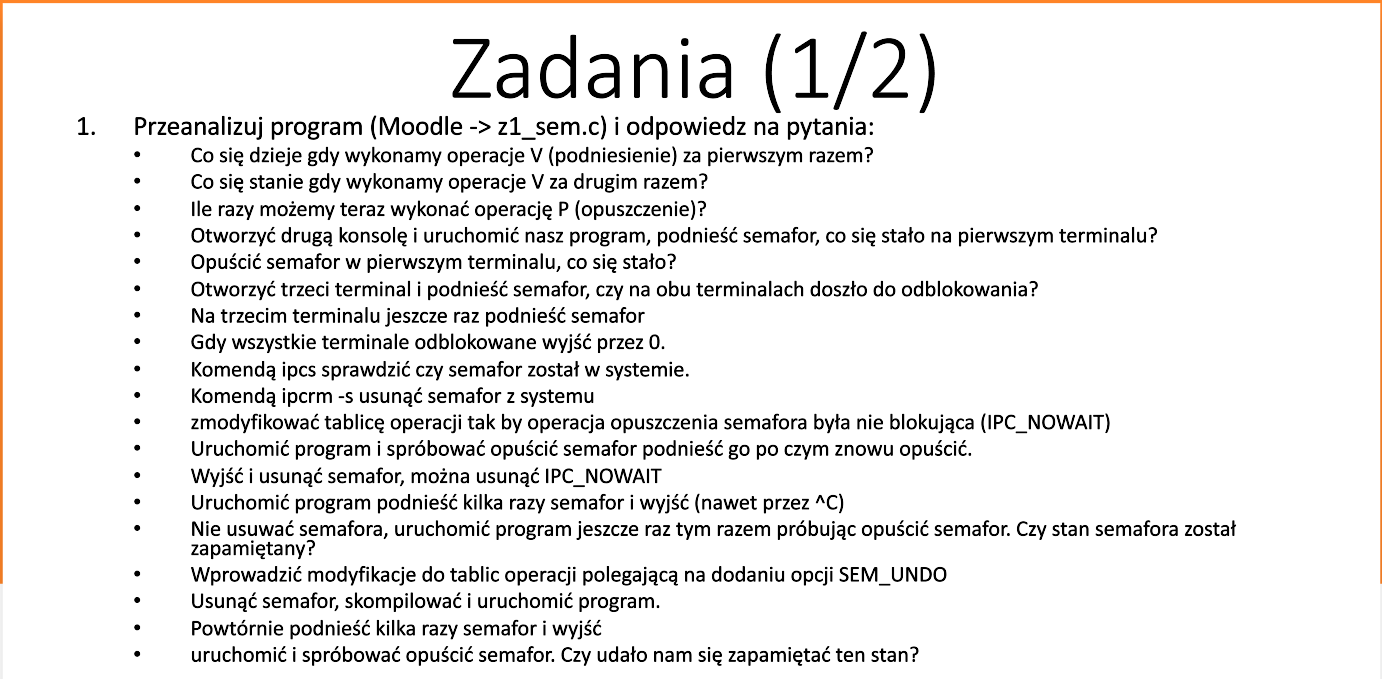 Zadania (1/2)
1. Przeanalizuj program (Moodle -> z1_sem.c) i odpowiedz na pytania:
• Co się dzieje gdy wykonamy operacje V (podniesienie) za pierwszym razem?
• Co się stanie gdy wykonamy operacje V za drugim razem?
• Ile razy możemy teraz wykonać operację P (opuszczenie)?
• Otworzyć drugą konsolę i uruchomić nasz program, podnieść semafor, co się stało na pierwszym terminalu?
• Opuścić semafor w pierwszym terminalu, co się stało?
• Otworzyć trzeci terminal i podnieść semafor, czy na obu terminalach doszło do odblokowania?
• Na trzecim terminalu jeszcze raz podnieść semafor
• Gdy wszystkie terminale odblokowane wyjść przez 0.
• Komendą ipcs sprawdzić czy semafor został w systemie.
• Komendą ipcrm -s usunąć semafor z systemu
• zmodyfikować tablicę operacji tak by operacja opuszczenia semafora była nie blokująca (IPC_NOWAIT)
• Uruchomić program i spróbować opuścić semafor podnieść go po czym znowu opuścić.
• Wyjść i usunąć semafor, można usunąć IPC_NOWAIT
• Uruchomić program podnieść kilka razy semafor i wyjść (nawet przez ^C)
• Nie usuwać semafora, uruchomić program jeszcze raz tym razem próbując opuścić semafor. Czy stan semafora został
zapamiętany?
• Wprowadzić modyfikacje do tablic operacji polegającą na dodaniu opcji SEM_UNDO
• Usunąć semafor, skompilować i uruchomić program.
• Powtórnie podnieść kilka razy semafor i wyjść
• uruchomić i spróbować opuścić semafor. Czy udało nam się zapamiętać ten stan?